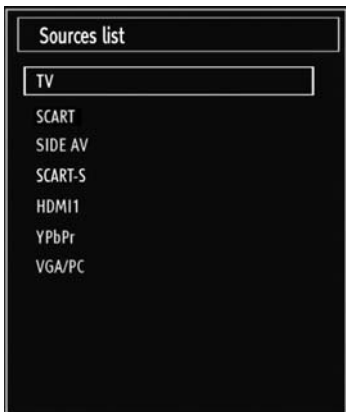 Sources list
TV
SCART
SIDE AV
SCART-S
HDMI1
YPbPr
VGA/PC